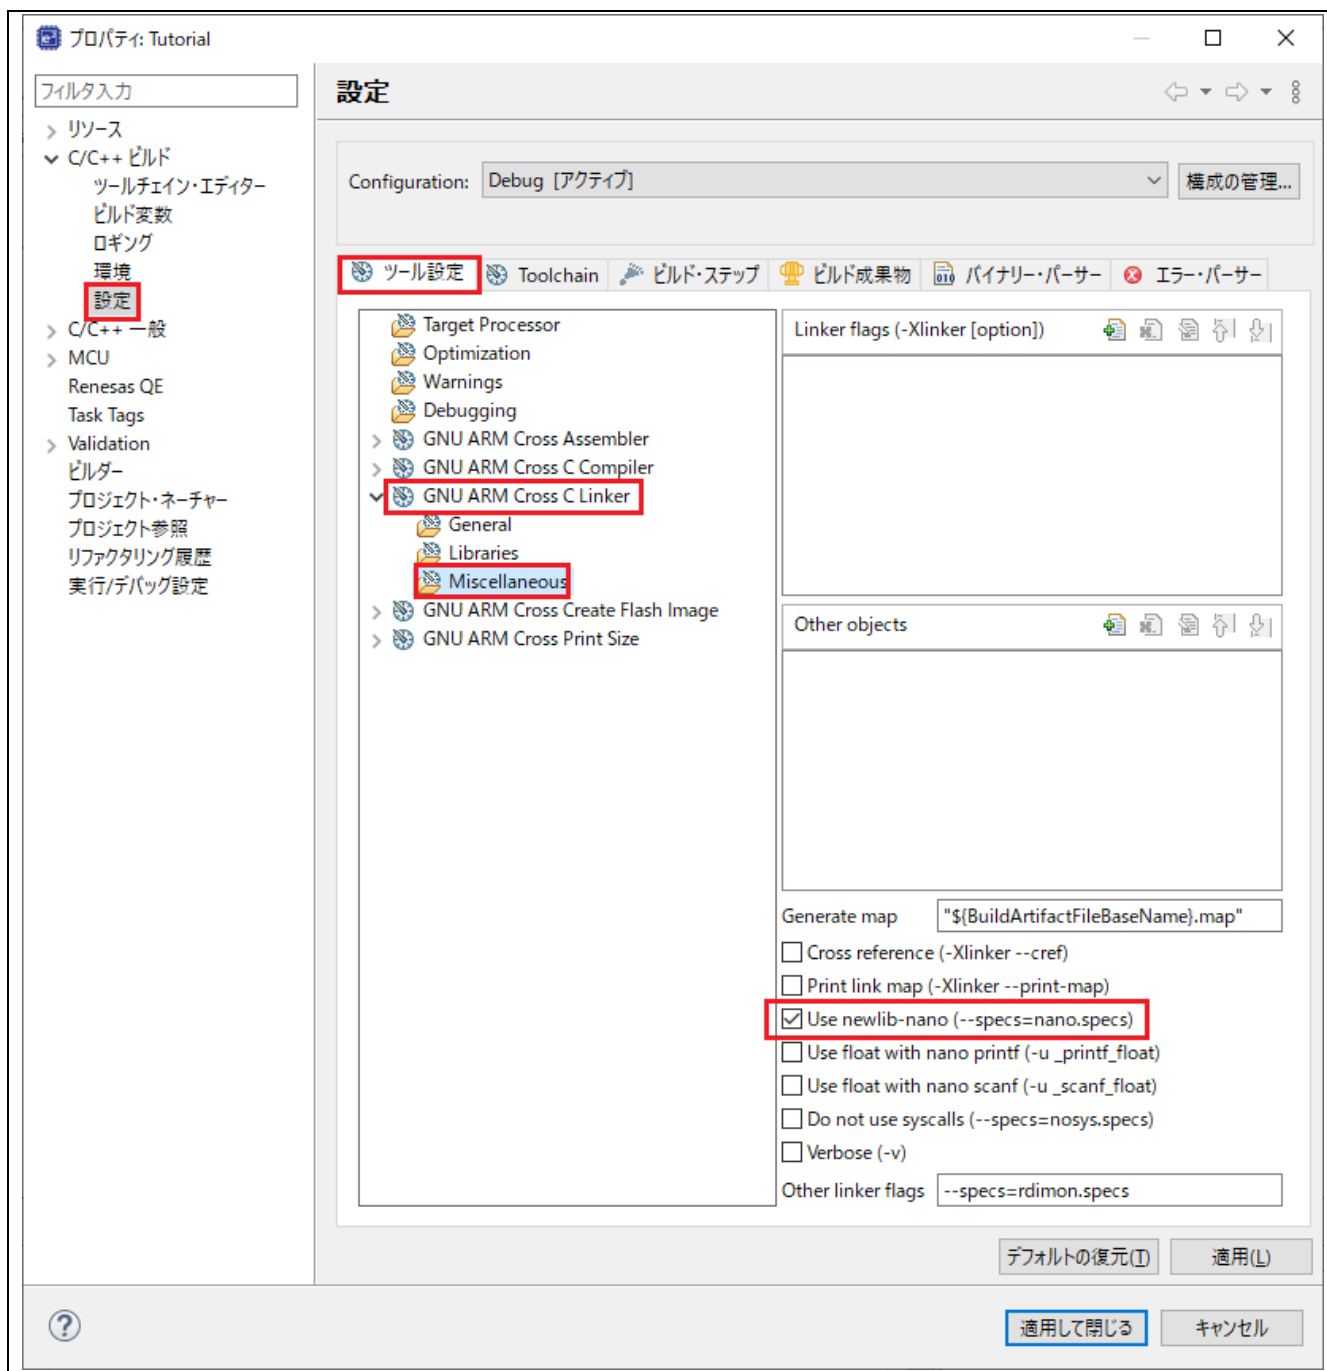 プロパティ: Tutorial
フィルタ入力
リソース
C/C++ ビルド
ツールチェイン・エディター
ビルド変数
ロギング
環境
設定
C/C++ 一般
MCU
Renesas QE
Task Tags
Validation
ビルダー
プロジェクト・ネーチャー
プロジェクト参照
リファクタリング履歴
実行/デバッグ設定
設定
Configuration: Debug [アクティブ] 構成の管理...
ツール設定 Toolchain ビルド・ステップ ビルド成果物 バイナリー・パーサー エラー・パーサー
Target Processor
Optimization
Warnings
Debugging
GNU ARM Cross Assembler
GNU ARM Cross C Compiler
GNU ARM Cross C Linker
General
Libraries
Miscellaneous
GNU ARM Cross Create Flash Image
GNU ARM Cross Print Size
Linker flags (-Xlinker [option])
Other objects
Generate map "${BuildArtifactFileBaseName}.map"
Cross reference (-Xlinker --cref)
Print link map (-Xlinker --print-map)
Use newlib-nano (--specs=nano.specs)
Use float with nano printf (-u _printf_float)
Use float with nano scanf (-u _scanf_float)
Do not use syscalls (--specs=nosys.specs)
Verbose (-v)
Other linker flags --specs=rdimon.specs
デフォルトの復元(T) 適用(L)
適用して閉じる キャンセル